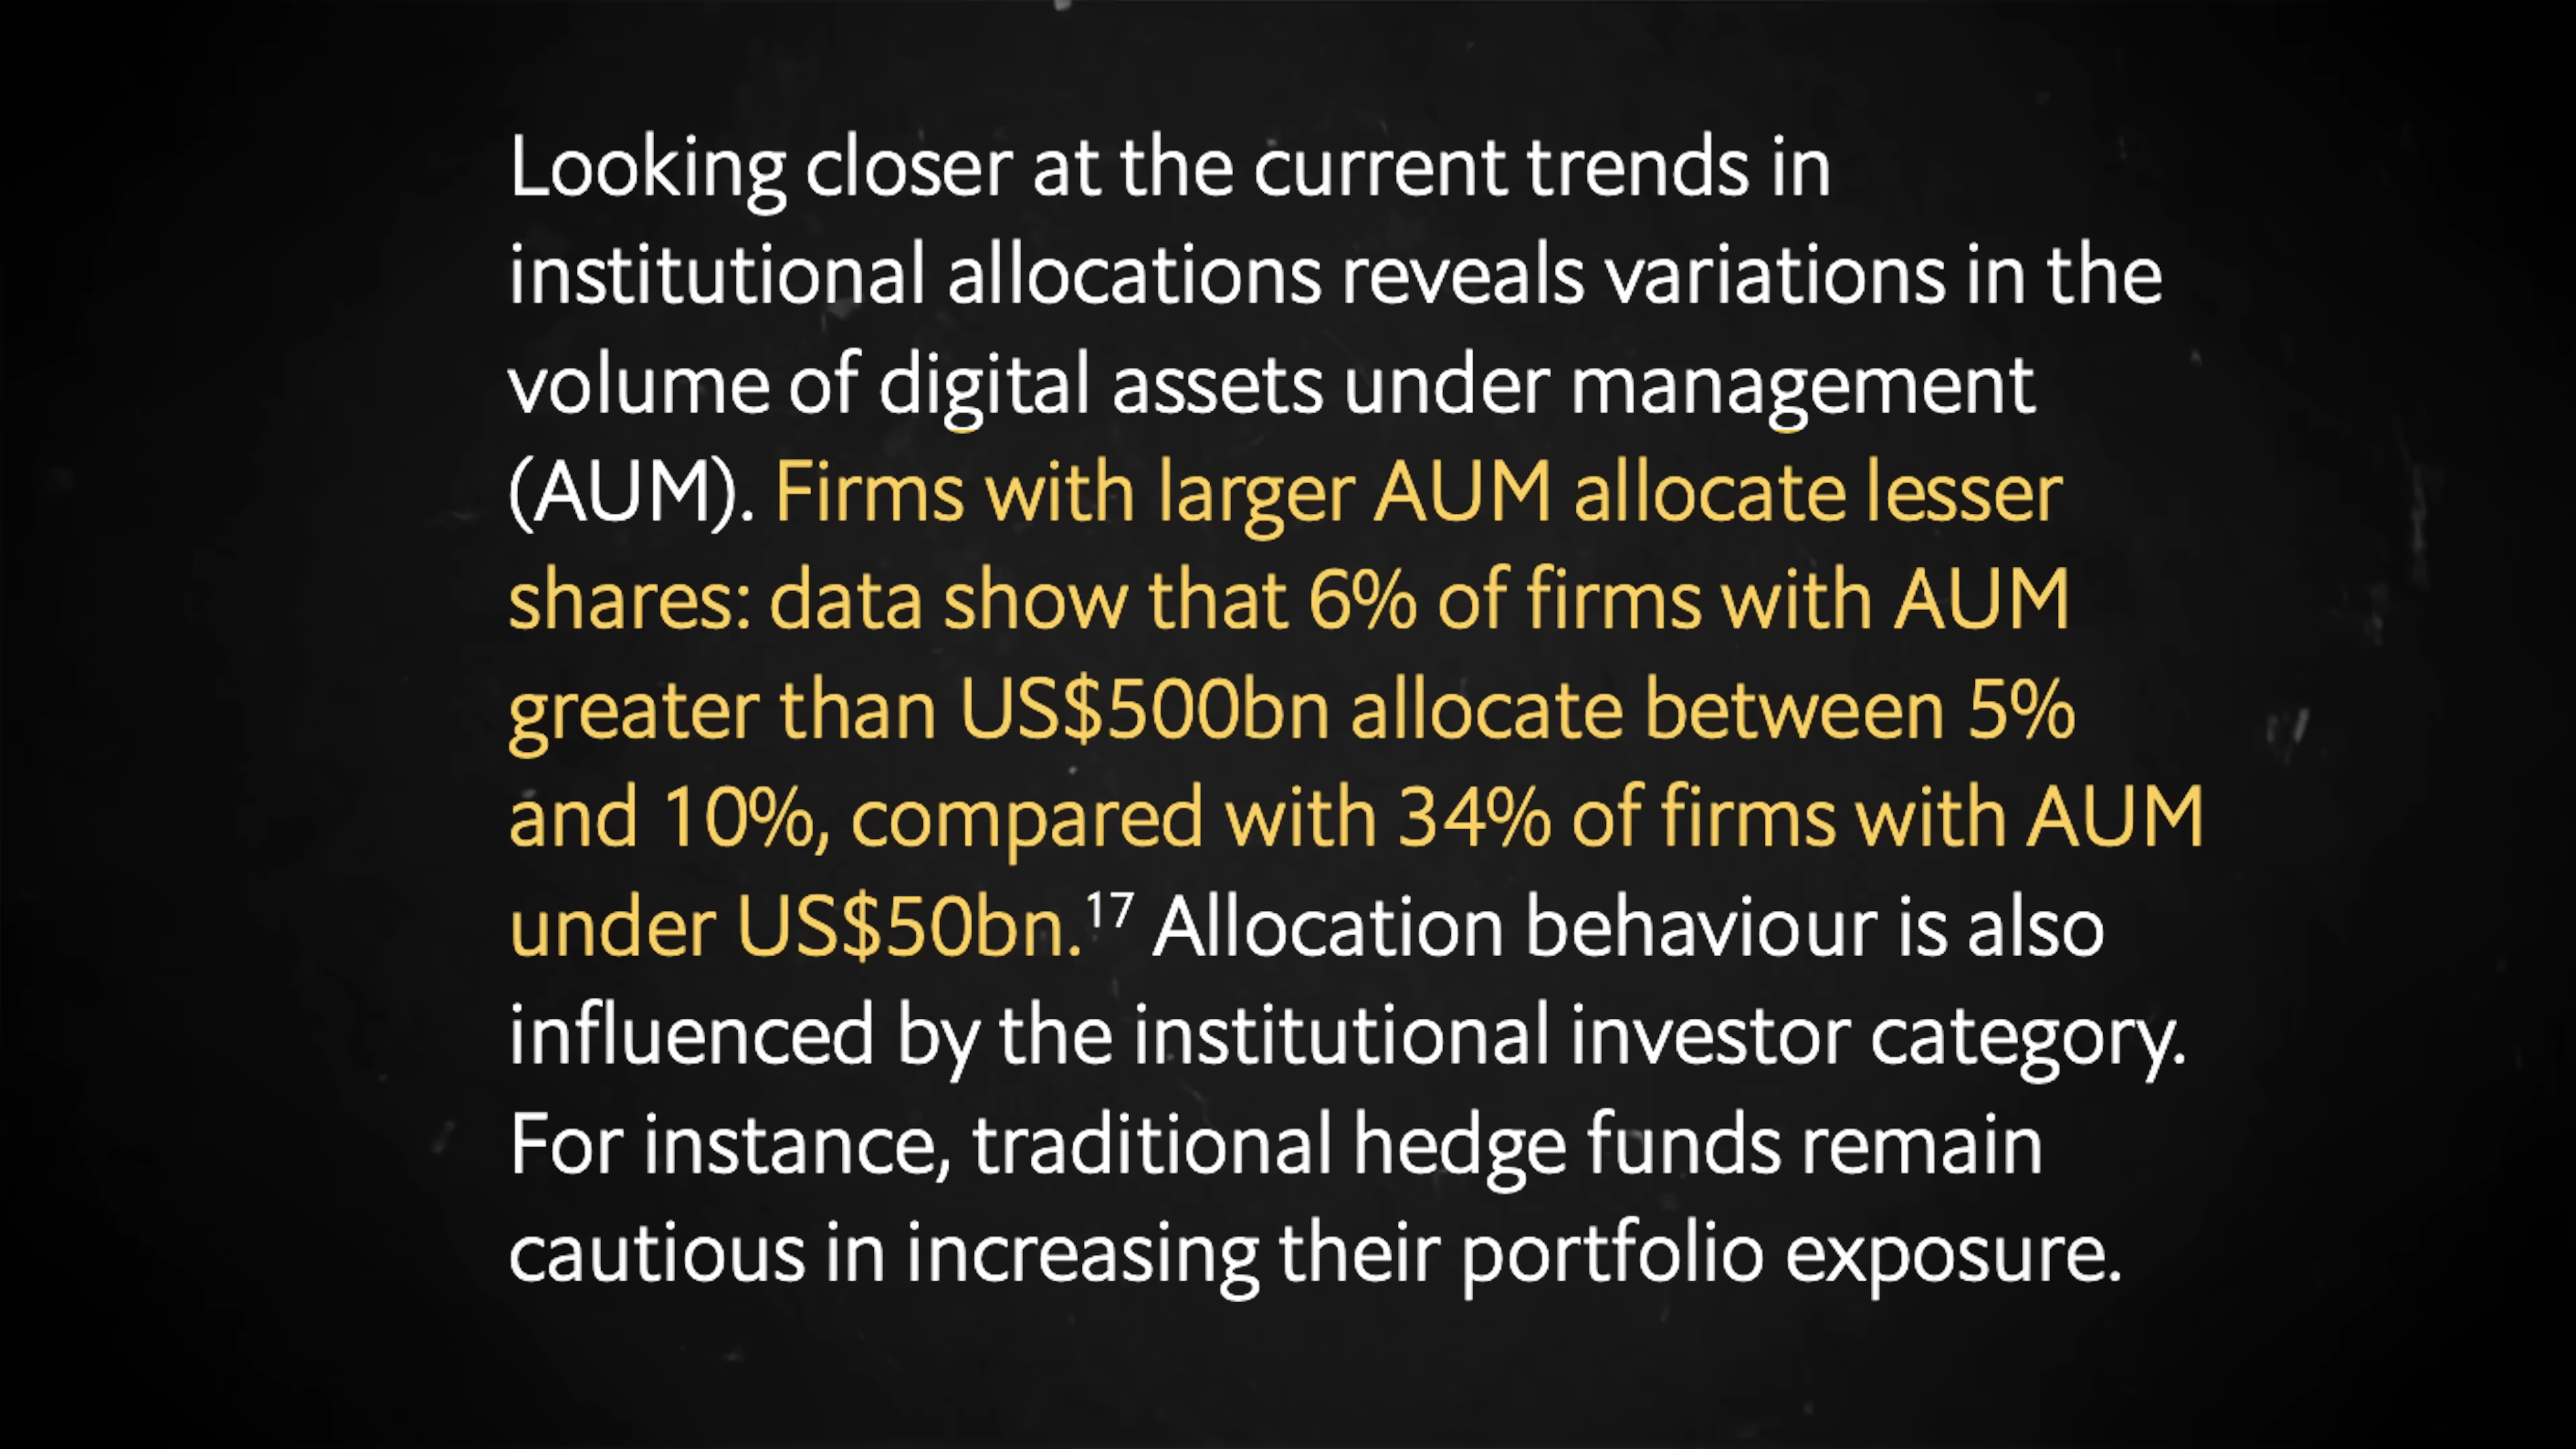 Looking closer at the current trends in
institutional allocations reveals variations in the
volume of digital assets under management
(AUM). Firms with larger AUM allocate lesser
shares: data show that 6% of firms with AUM
greater than US$500bn allocate between 5%
and 10%, compared with 34% of firms with AUM
under US$50bn.¹⁷ Allocation behaviour is also
influenced by the institutional investor category.
For instance, traditional hedge funds remain
cautious in increasing their portfolio exposure.